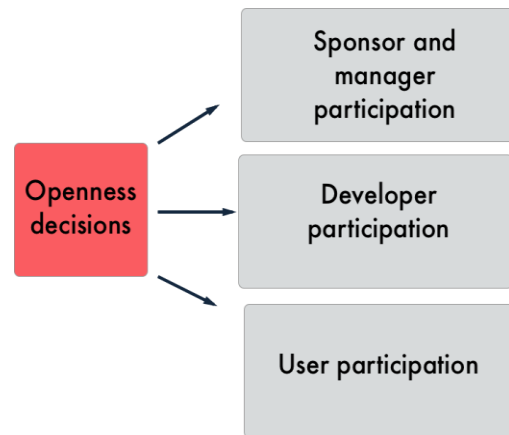 Sponsor and
manager
participation
Openness
decisions
Developer
participation
User participation